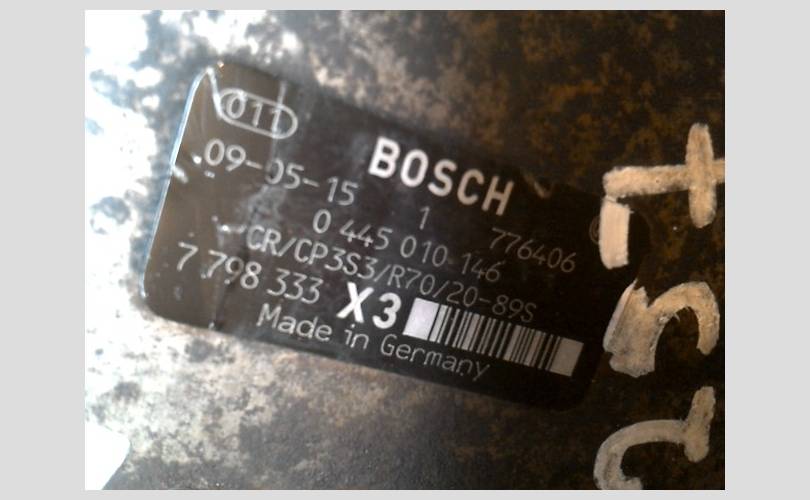 011
BOSCH
09-05-15 1 776406
0 445 010 146
CR/CP3S3/R70/20-89S
7 798 333 X3
Made in Germany